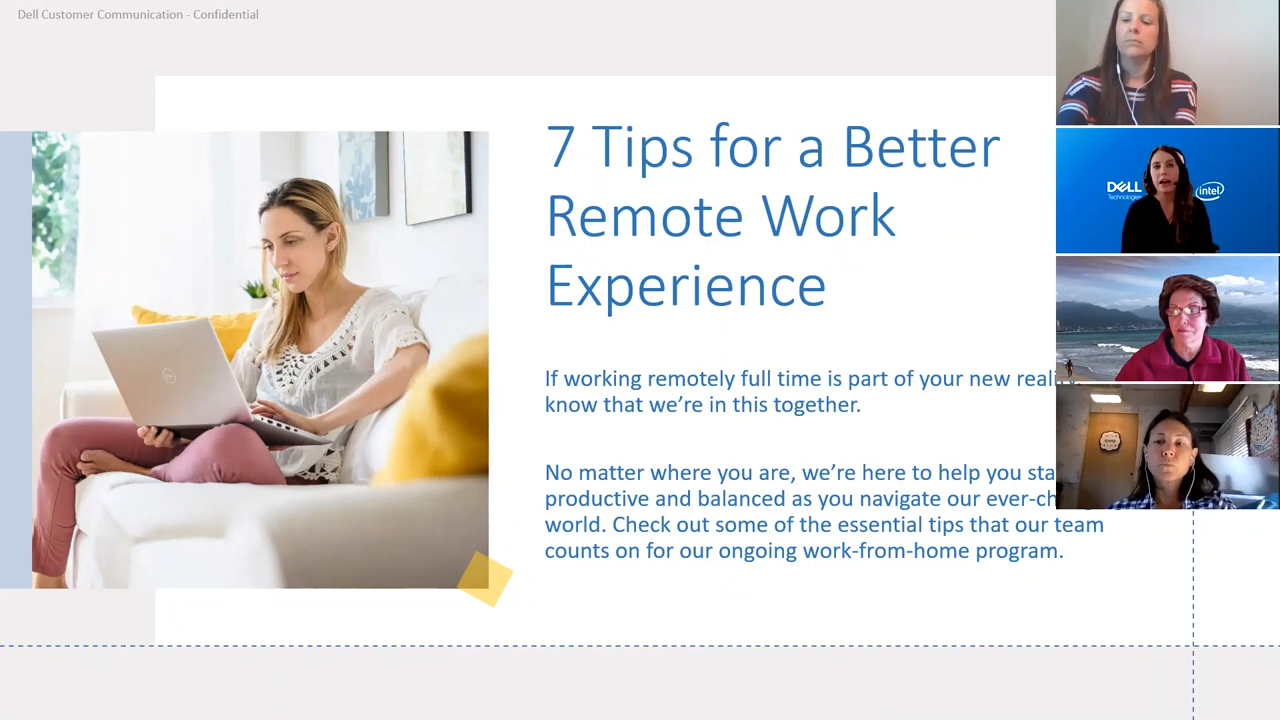 Dell Customer Communication - Confidential
7 Tips for a Better
Remote Work
Experience
If working remotely full time is part of your new reality,
know that we're in this together.
No matter where you are, we're here to help you sta
productive and balanced as you navigate our ever-ch
world. Check out some of the essential tips that our team
counts on for our ongoing work-from-home program.
DELL
Technologies
intel